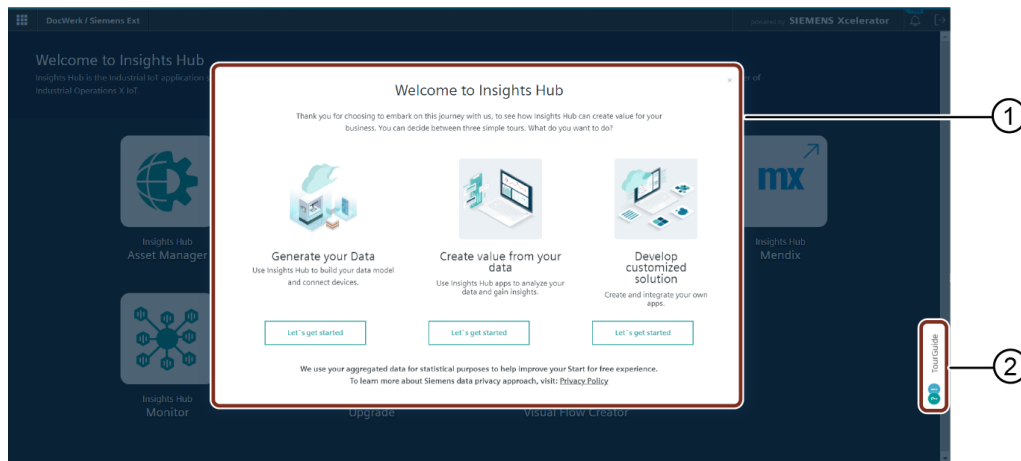 DocWerk / Siemens Ext
powered by SIEMENS Xcelerator
Welcome to Insights Hub
Insights Hub is the Industrial IoT application s
er of
Industrial Operations X IoT.
×
Welcome to Insights Hub
Thank you for choosing to embark on this journey with us, to see how Insights Hub can create value for your
business. You can decide between three simple tours. What do you want to do?
1
mx
Generate your Data
Use Insights Hub to build your data model
and connect devices.
Let`s get started
Create value from your
data
Use Insights Hub apps to analyze your
data and gain insights.
Let`s get started
Develop
customized
solution
Create and integrate your own
apps.
Let`s get started
We use your aggregated data for statistical purposes to help improve your Start for free experience.
To learn more about Siemens data privacy approach, visit: Privacy Policy
Insights Hub
Asset Manager
Insights Hub
Mendix
TourGuide
2
Insights Hub
Monitor
Upgrade
Visual Flow Creator